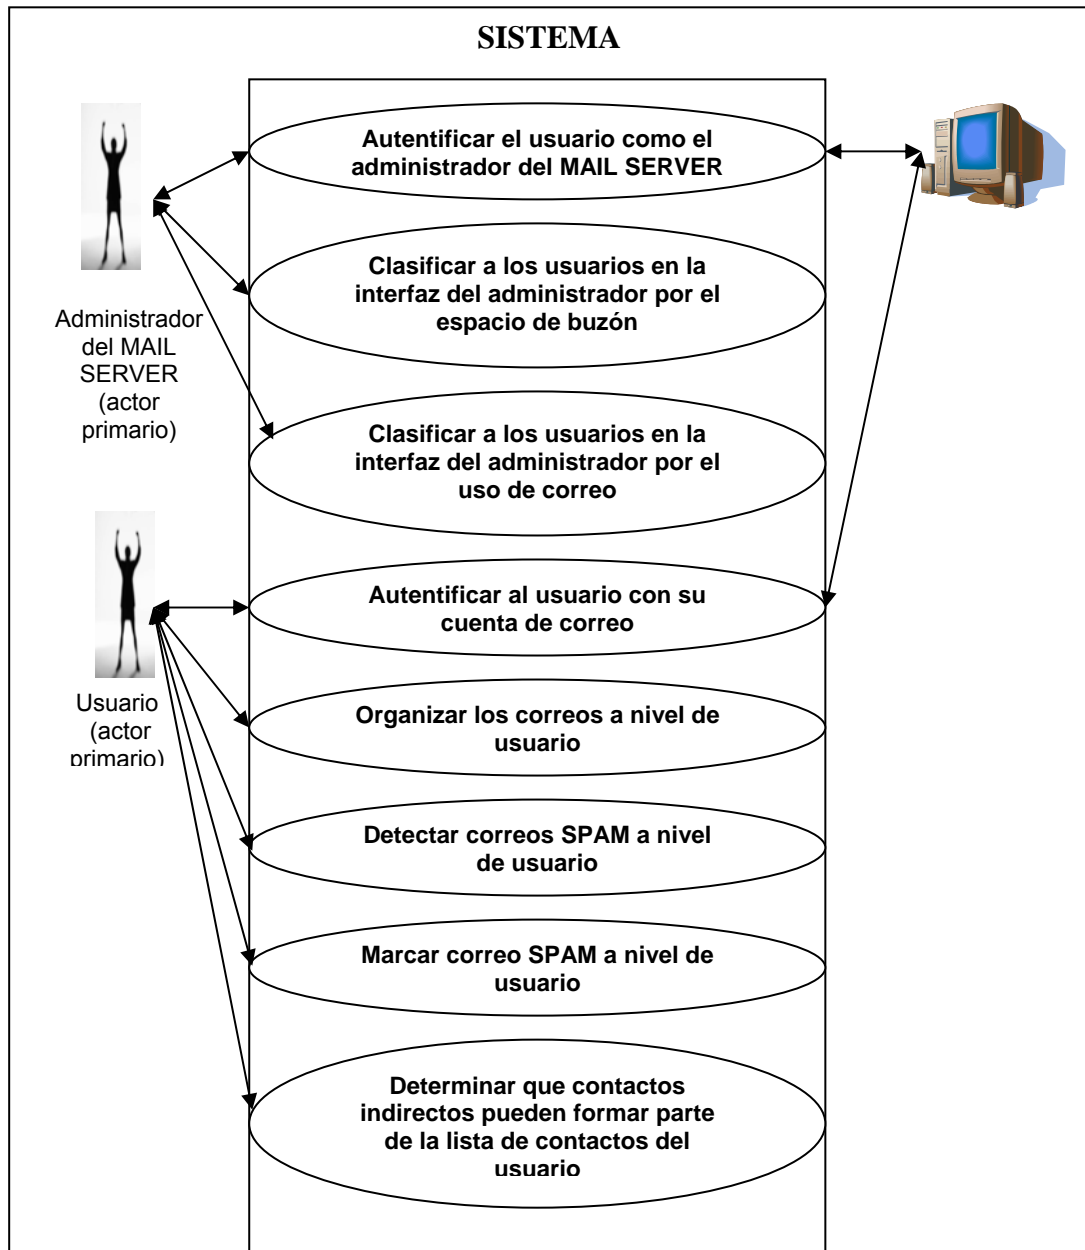 SISTEMA
Autentificar el usuario como el
administrador del MAIL SERVER
Clasificar a los usuarios en la
interfaz del administrador por el
espacio de buzón
Administrador
del MAIL
SERVER
(actor
primario)
Clasificar a los usuarios en la
interfaz del administrador por el
uso de correo
Autentificar al usuario con su
cuenta de correo
Usuario
(actor
primario)
Organizar los correos a nivel de
usuario
Detectar correos SPAM a nivel
de usuario
Marcar correo SPAM a nivel de
usuario
Determinar que contactos
indirectos pueden formar parte
de la lista de contactos del
usuario